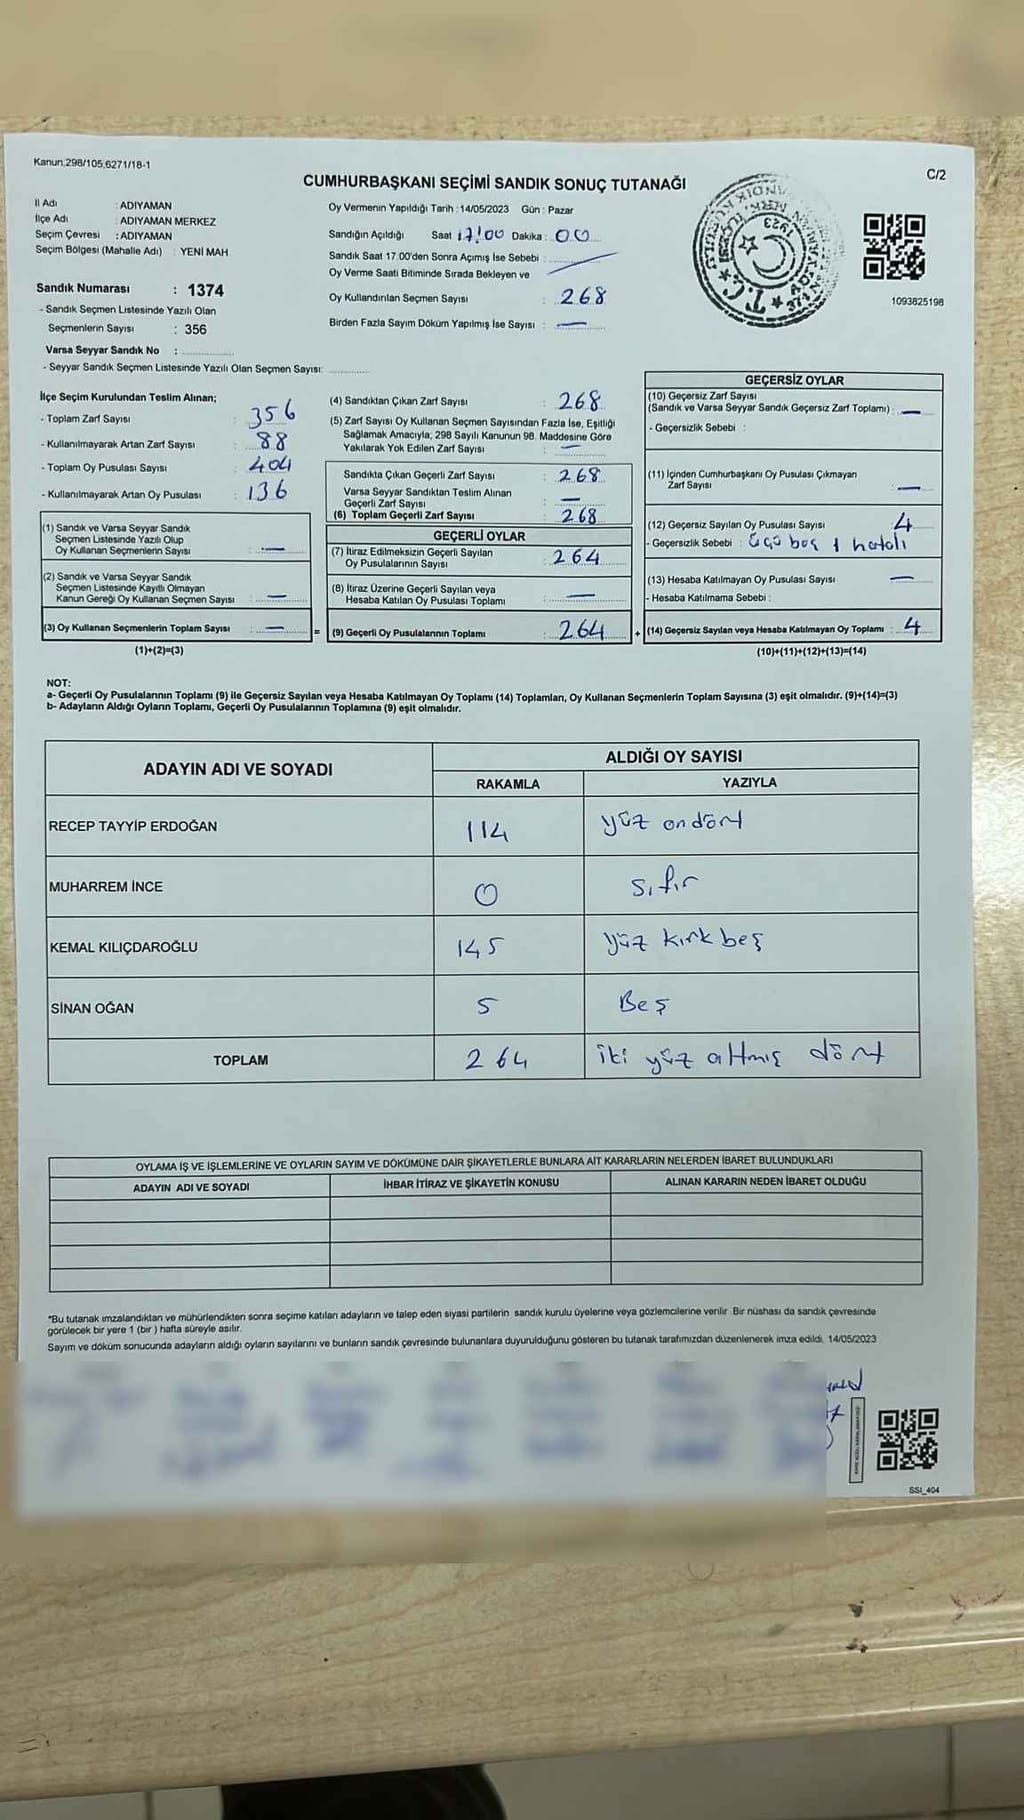 Kanun;298/105,6271/18-1
C/2
CUMHURBAŞKANI SEÇİMİ SANDIK SONUÇ TUTANAĞI
İl Adı : ADIYAMAN
İlçe Adı : ADIYAMAN MERKEZ
Seçim Çevresi : ADIYAMAN
Seçim Bölgesi (Mahalle Adı) : YENİ MAH
Oy Vermenin Yapıldığı Tarih :14/05/2023 Gün : Pazar
Sandığın Açıldığı Saat 17:00 Dakika : 00
Sandık Saat 17.00'den Sonra Açımış İse Sebebi :
Oy Verme Saati Bitiminde Sırada Bekleyen ve
Oy Kullandırılan Seçmen Sayısı : 268
Birden Fazla Sayım Döküm Yapılmış İse Sayısı : —
1093825198
Sandık Numarası : 1374
- Sandık Seçmen Listesinde Yazılı Olan
Seçmenlerin Sayısı : 356
Varsa Seyyar Sandık No :
- Seyyar Sandık Seçmen Listesinde Yazılı Olan Seçmen Sayısı:
İlçe Seçim Kurulundan Teslim Alınan;
- Toplam Zarf Sayısı : 356
- Kullanılmayarak Artan Zarf Sayısı : 88
- Toplam Oy Pusulası Sayısı : 404
- Kullanılmayarak Artan Oy Pusulası : 136
(1) Sandık ve Varsa Seyyar Sandık
Seçmen Listesinde Yazılı Olup
Oy Kullanan Seçmenlerin Sayısı : —
(2) Sandık ve Varsa Seyyar Sandık
Seçmen Listesinde Kayıtlı Olmayan
Kanun Gereği Oy Kullanan Seçmen Sayısı : —
(3) Oy Kullanan Seçmenlerin Toplam Sayısı : —
(1)+(2)=(3)
(4) Sandıktan Çıkan Zarf Sayısı : 268
(5) Zarf Sayısı Oy Kullanan Seçmen Sayısından Fazla İse, Eşitliği
Sağlamak Amacıyla; 298 Sayılı Kanunun 98. Maddesine Göre
Yakılarak Yok Edilen Zarf Sayısı : —
Sandıkta Çıkan Geçerli Zarf Sayısı : 268
Varsa Seyyar Sandıktan Teslim Alınan
Geçerli Zarf Sayısı : —
(6) Toplam Geçerli Zarf Sayısı : 268
GEÇERLİ OYLAR
(7) İtiraz Edilmeksizin Geçerli Sayılan
Oy Pusulalarının Sayısı : 264
(8) İtiraz Üzerine Geçerli Sayılan veya
Hesaba Katılan Oy Pusulası Toplamı : —
= (9) Geçerli Oy Pusulalarının Toplamı : 264
GEÇERSİZ OYLAR
(10) Geçersiz Zarf Sayısı
(Sandık ve Varsa Seyyar Sandık Geçersiz Zarf Toplamı) : —
- Geçersizlik Sebebi :
(11) İçinden Cumhurbaşkanı Oy Pusulası Çıkmayan
Zarf Sayısı : —
(12) Geçersiz Sayılan Oy Pusulası Sayısı : 4
- Geçersizlik Sebebi : üçü boş 1 hatalı
(13) Hesaba Katılmayan Oy Pusulası Sayısı : —
- Hesaba Katılmama Sebebi :
+ (14) Geçersiz Sayılan veya Hesaba Katılmayan Oy Toplamı : 4
(10)+(11)+(12)+(13)=(14)
NOT:
a- Geçerli Oy Pusulalarının Toplamı (9) ile Geçersiz Sayılan veya Hesaba Katılmayan Oy Toplamı (14) Toplamları, Oy Kullanan Seçmenlerin Toplam Sayısına (3) eşit olmalıdır. (9)+(14)=(3)
b- Adayların Aldığı Oyların Toplamı, Geçerli Oy Pusulalarının Toplamına (9) eşit olmalıdır.
ADAYIN ADI VE SOYADI
ALDIĞI OY SAYISI
RAKAMLA YAZIYLA
RECEP TAYYİP ERDOĞAN 114 yüz ondört
MUHARREM İNCE 0 sıfır
KEMAL KILIÇDAROĞLU 145 yüz kırk beş
SİNAN OĞAN 5 Beş
TOPLAM 264 iki yüz altmış dört
OYLAMA İŞ VE İŞLEMLERİNE VE OYLARIN SAYIM VE DÖKÜMÜNE DAİR ŞİKAYETLERLE BUNLARA AİT KARARLARIN NELERDEN İBARET BULUNDUKLARI
ADAYIN ADI VE SOYADI İHBAR İTİRAZ VE ŞİKAYETİN KONUSU ALINAN KARARIN NEDEN İBARET OLDUĞU
*Bu tutanak imzalandıktan ve mühürlendikten sonra seçime katılan adayların ve talep eden siyasi partilerin sandık kurulu üyelerine veya gözlemcilerine verilir. Bir nüshası da sandık çevresinde
görülecek bir yere 1 (bir ) hafta süreyle asılır.
Sayım ve döküm sonucunda adayların aldığı oyların sayılarını ve bunların sandık çevresinde bulunanlara duyurulduğunu gösteren bu tutanak tarafımızdan düzenlenerek imza edildi. 14/05/2023
SSI_404